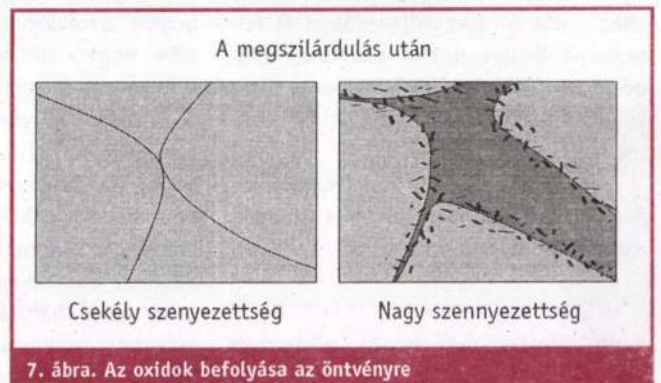 A megszilárdulás után
Csekély szenyezettség
Nagy szennyezettség
7. ábra. Az oxidok befolyása az öntvényre